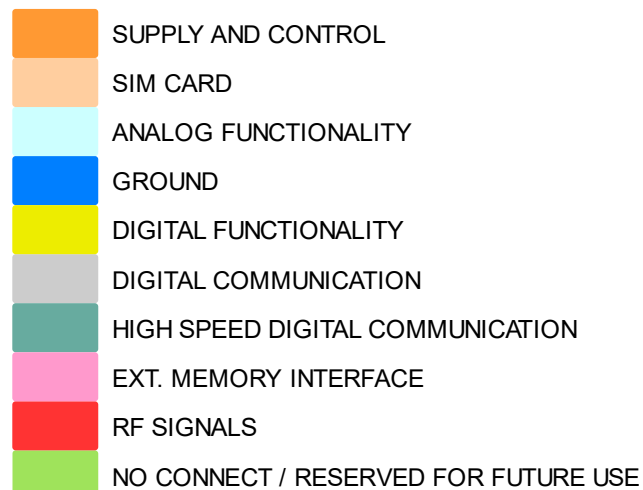 SUPPLY AND CONTROL
SIM CARD
ANALOG FUNCTIONALITY
GROUND
DIGITAL FUNCTIONALITY
DIGITAL COMMUNICATION
HIGH SPEED DIGITAL COMMUNICATION
EXT. MEMORY INTERFACE
RF SIGNALS
NO CONNECT / RESERVED FOR FUTURE USE